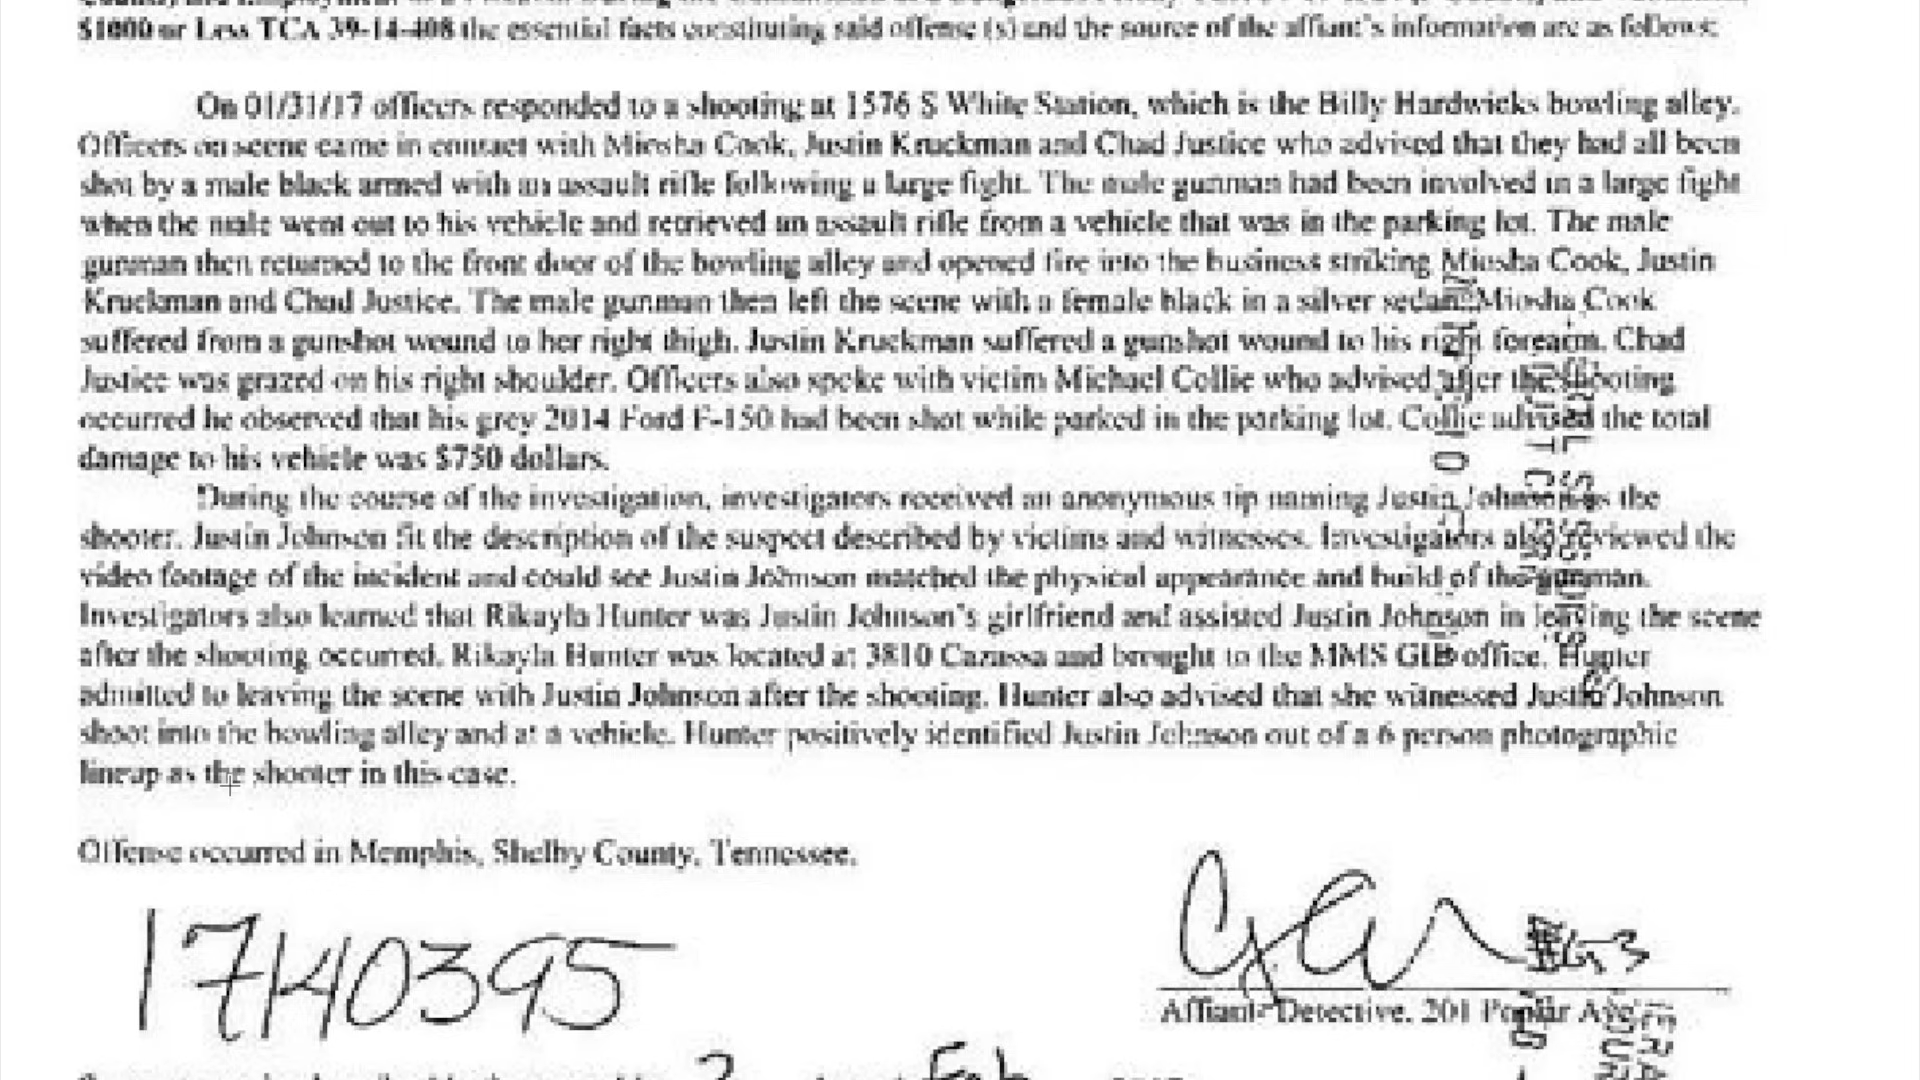 $1000 or Less TCA 39-14-408 the essential facts constituting said offense (s) and the source of the affiant's information are as follows:
On 01/31/17 officers responded to a shooting at 1576 S White Station, which is the Billy Hardwicks bowling alley.
Officers on scene came in contact with Miosha Cook, Justin Kruckman and Chad Justice who advised that they had all been
shot by a male black armed with an assault rifle following a large fight. The male gunman had been involved in a large fight
when the male went out to his vehicle and retrieved an assault rifle from a vehicle that was in the parking lot. The male
gunman then returned to the front door of the bowling alley and opened fire into the business striking Miosha Cook, Justin
Kruckman and Chad Justice. The male gunman then left the scene with a female black in a silver sedan. Miosha Cook
suffered from a gunshot wound to her right thigh. Justin Kruckman suffered a gunshot wound to his right forearm. Chad
Justice was grazed on his right shoulder. Officers also spoke with victim Michael Collie who advised after the shooting
occurred he observed that his grey 2014 Ford F-150 had been shot while parked in the parking lot. Collie advised the total
damage to his vehicle was $750 dollars.
During the course of the investigation, investigators received an anonymous tip naming Justin Johnson as the
shooter. Justin Johnson fit the description of the suspect described by victims and witnesses. Investigators also reviewed the
video footage of the incident and could see Justin Johnson matched the physical appearance and build of the gunman.
Investigators also learned that Rikayla Hunter was Justin Johnson's girlfriend and assisted Justin Johnson in leaving the scene
after the shooting occurred. Rikayla Hunter was located at 3810 and brought to the MMS GIB office. Hunter
admitted to leaving the scene with Justin Johnson after the shooting. Hunter also advised that she witnessed Justin Johnson
shoot into the bowling alley and at a vehicle. Hunter positively identified Justin Johnson out of a 6 person photographic
lineup as the shooter in this case.
Offense occurred in Memphis, Shelby County, Tennessee.
17140395
Affiant- Detective, 201 Poplar Ave